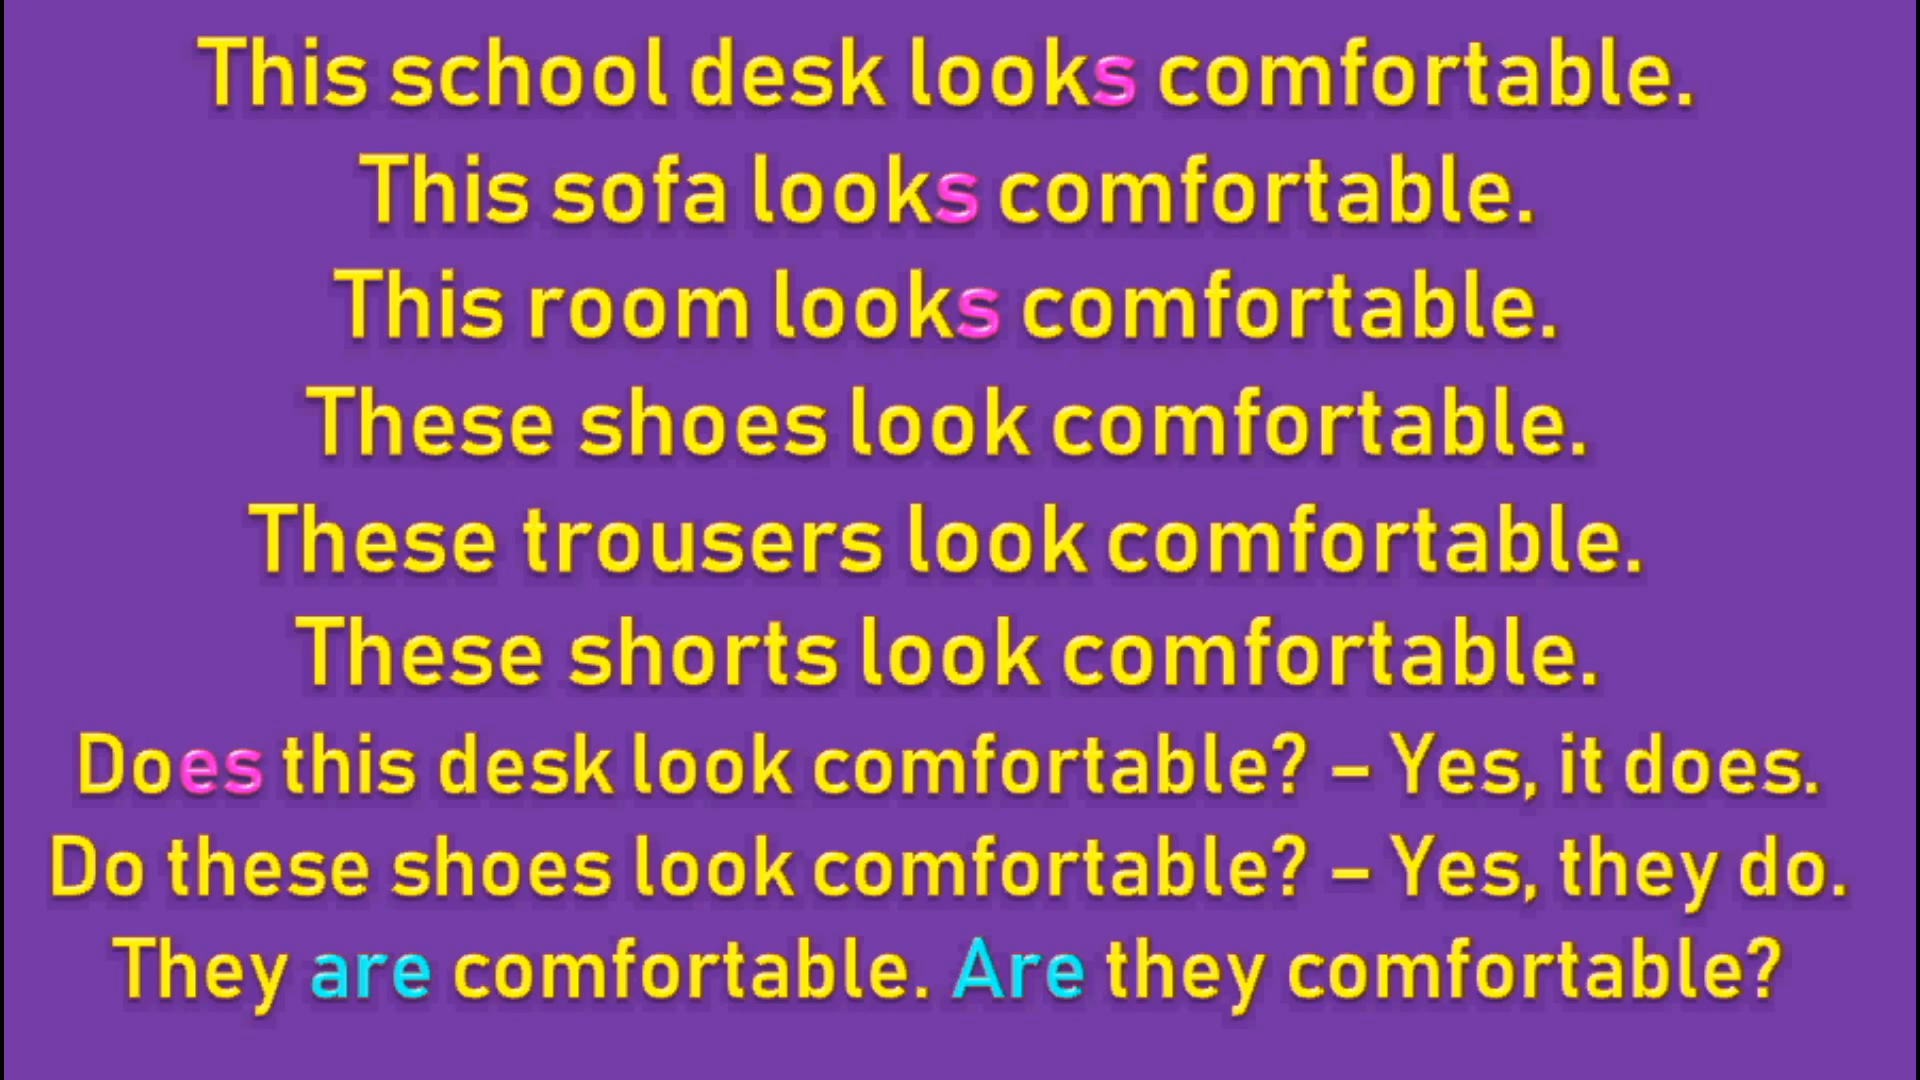 This school desk looks comfortable.
This sofa looks comfortable.
This room looks comfortable.
These shoes look comfortable.
These trousers look comfortable.
These shorts look comfortable.
Does this desk look comfortable? – Yes, it does.
Do these shoes look comfortable? – Yes, they do.
They are comfortable. Are they comfortable?